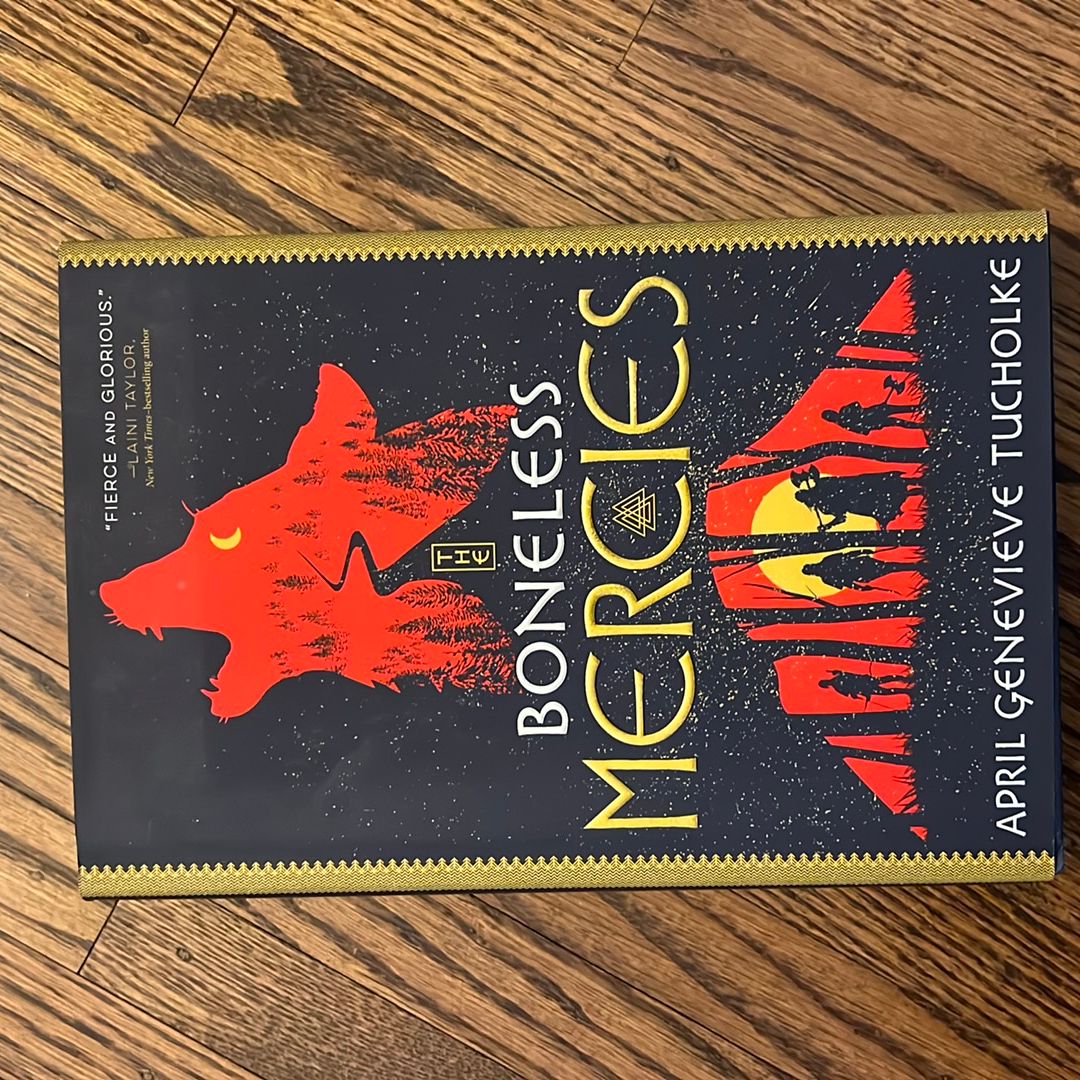 "FIERCE AND GLORIOUS."
—LAINI TAYLOR,
New York Times–bestselling author
THE
BONELESS
MERCIES
APRIL GENEVIEVE TUCHOLKE